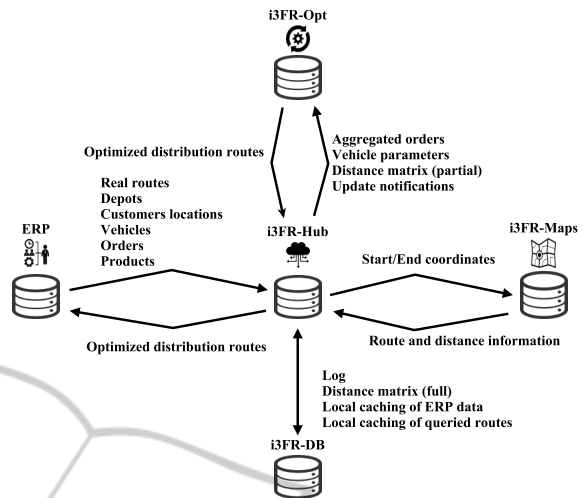 i3FR-Opt
Optimized distribution routes
Aggregated orders
Vehicle parameters
Distance matrix (partial)
Update notifications
Real routes
Depots
Customers locations
Vehicles
Orders
Products
ERP
i3FR-Hub
i3FR-Maps
Start/End coordinates
Optimized distribution routes
Route and distance information
Log
Distance matrix (full)
Local caching of ERP data
Local caching of queried routes
i3FR-DB